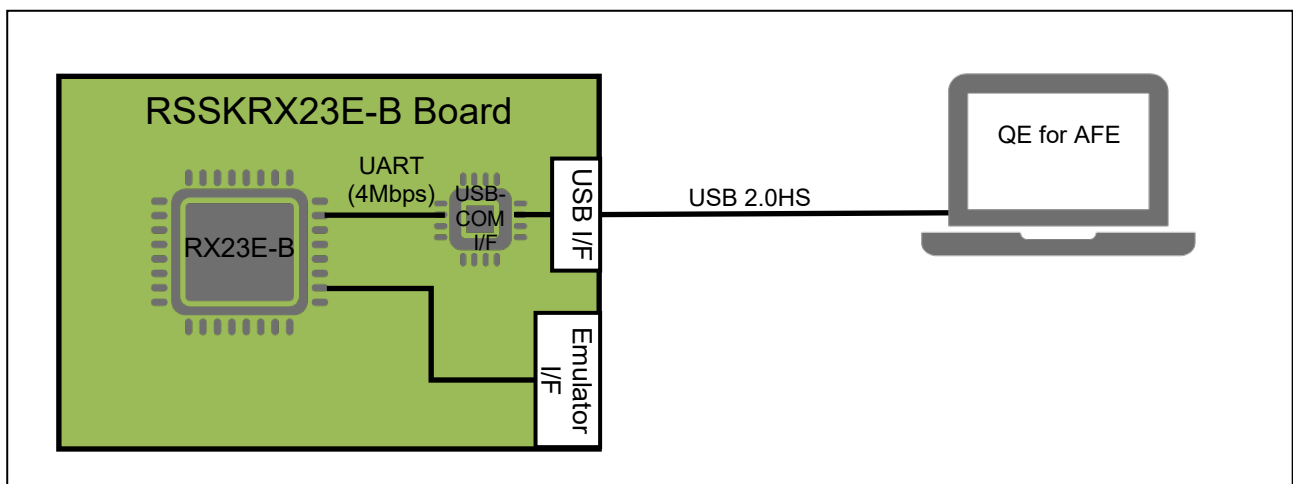 RSSKRX23E-B Board
UART
(4Mbps)
USB-
COM
I/F
RX23E-B
USB I/F
Emulator
I/F
USB 2.0HS
QE for AFE